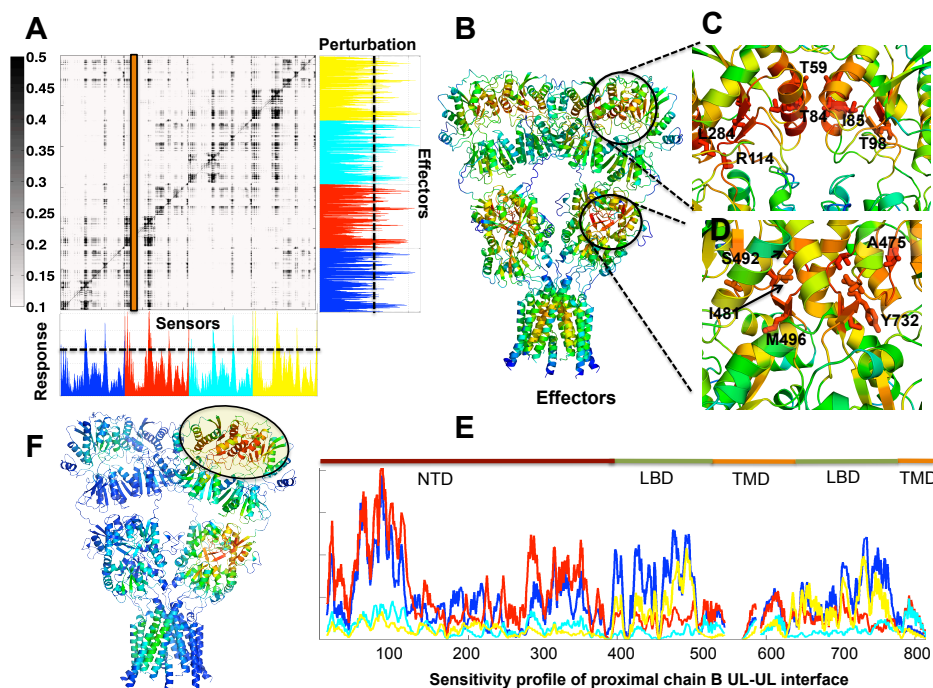 A
Perturbation
0.5
0.45
0.4
0.35
0.3
0.25
0.2
0.15
0.1
Effectors
Sensors
Response
B
Effectors
C
T59
T84
I85
L284
T98
R114
D
A475
S492
I481
Y732
M496
E
NTD
LBD
TMD
LBD
TMD
100
200
300
400
500
600
700
800
Sensitivity profile of proximal chain B UL-UL interface
F